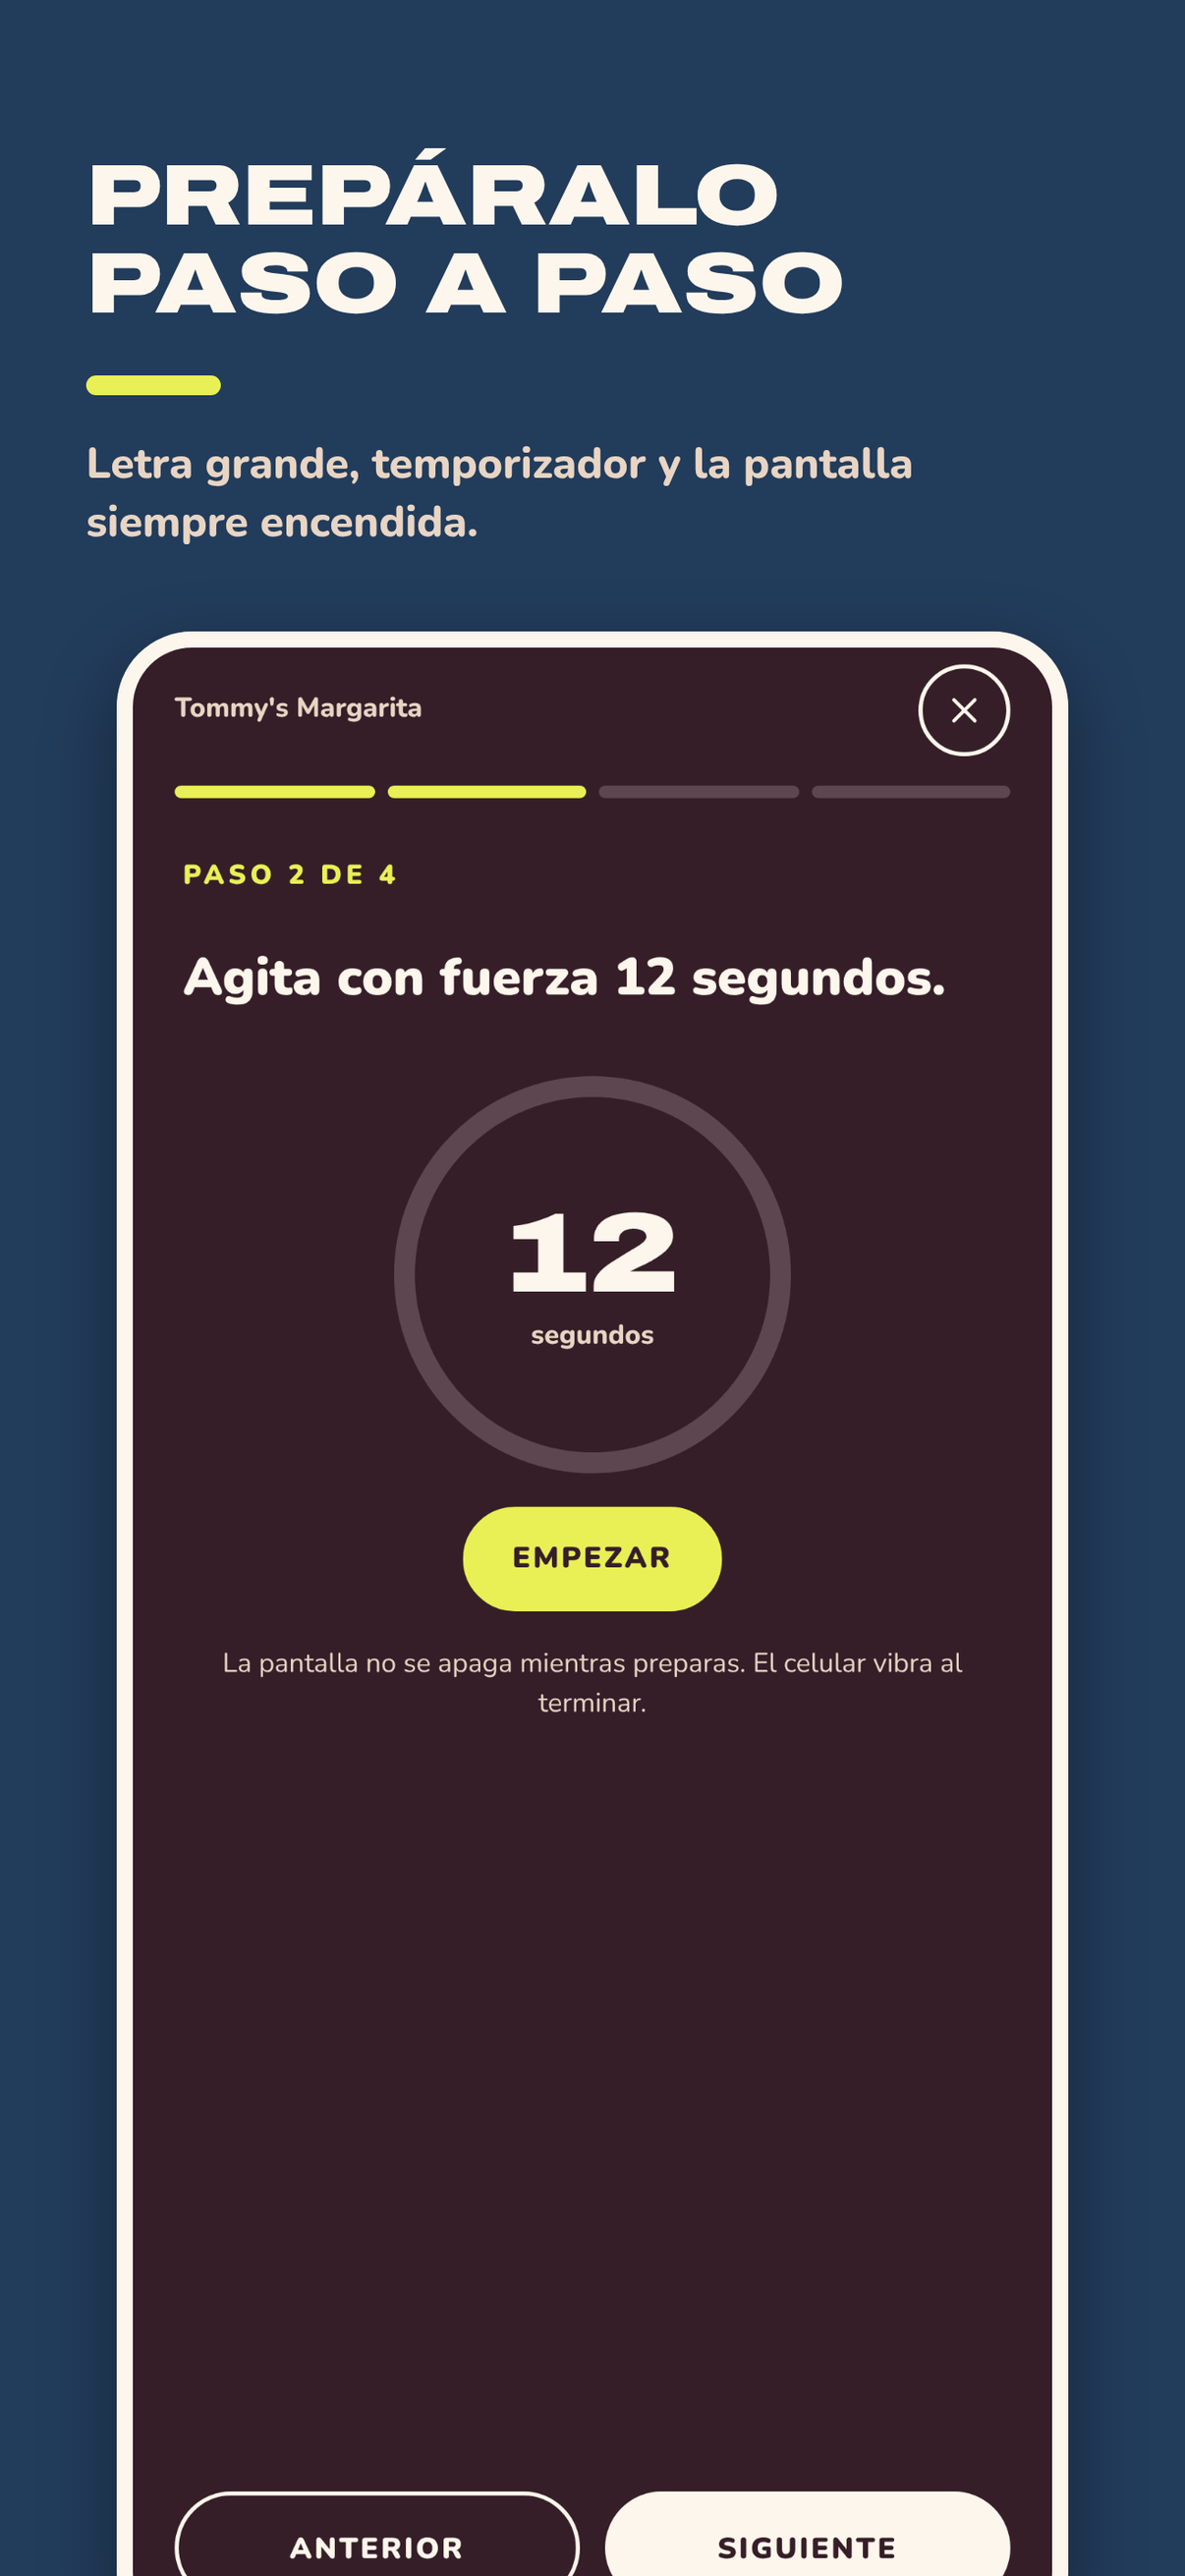 PREPÁRALO
PASO A PASO
Letra grande, temporizador y la pantalla
siempre encendida.
Tommy's Margarita
PASO 2 DE 4
Agita con fuerza 12 segundos.
12
segundos
EMPEZAR
La pantalla no se apaga mientras preparas. El celular vibra al
terminar.
ANTERIOR
SIGUIENTE